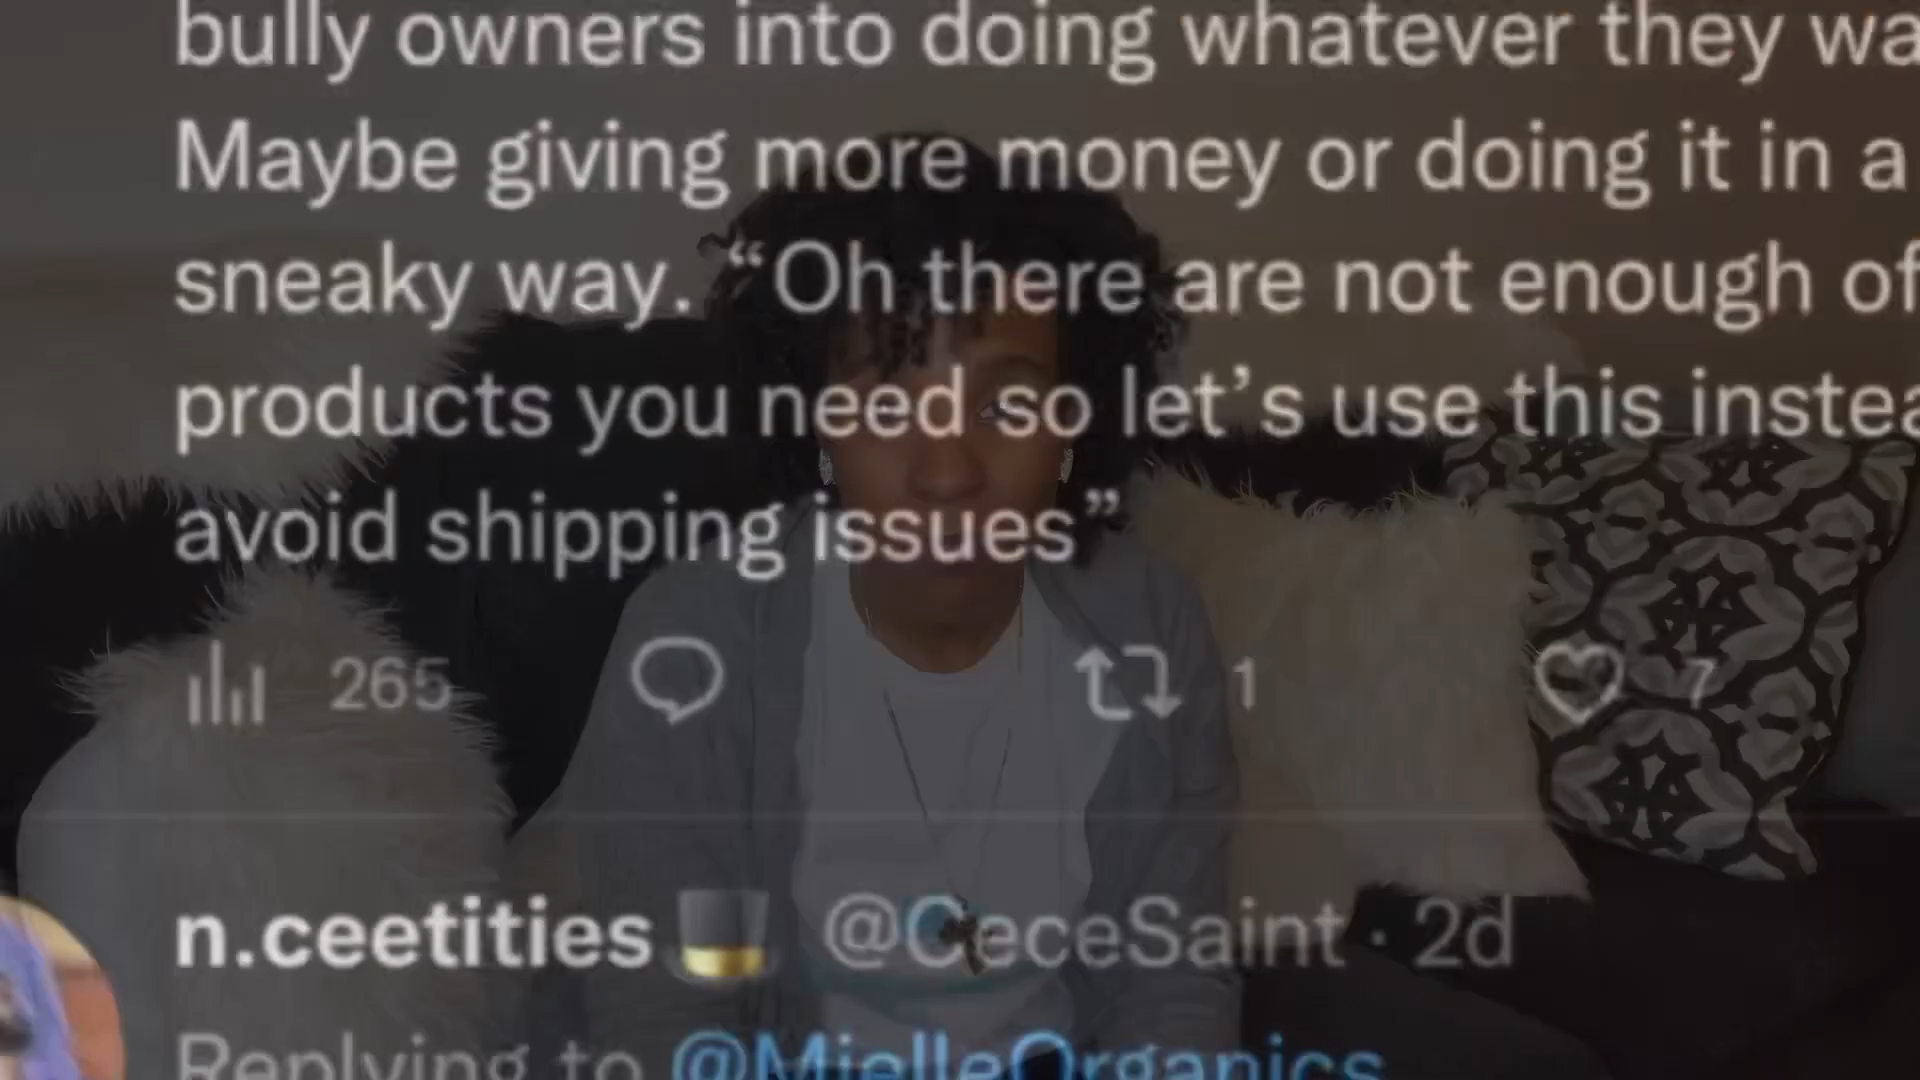 bully owners into doing whatever they
Maybe giving more money or doing it in a
sneaky way. “Oh there are not enough of
products you need so let’s use this
avoid shipping issues”
265 1 7
n.ceetities @CeceSaint · 2d
Replying to @MielleOrganics